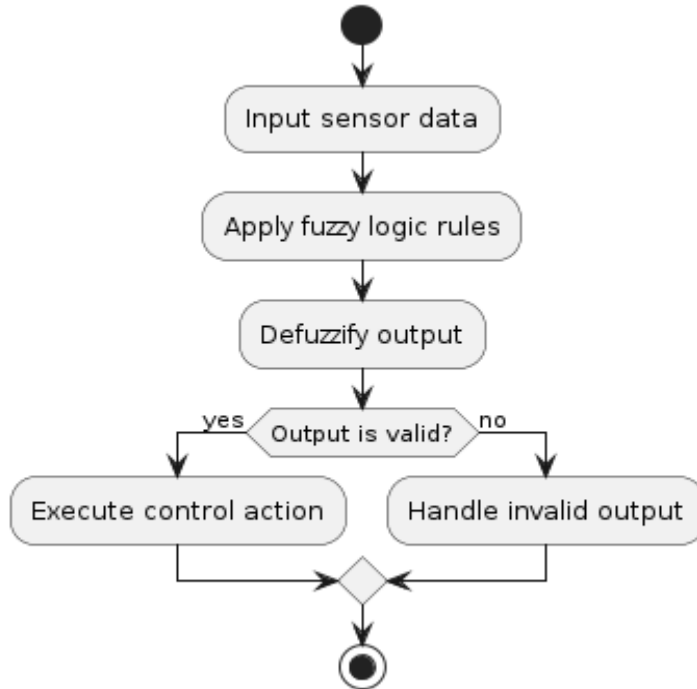 Input sensor data
Apply fuzzy logic rules
Defuzzify output
yes
Output is valid?
no
Execute control action
Handle invalid output